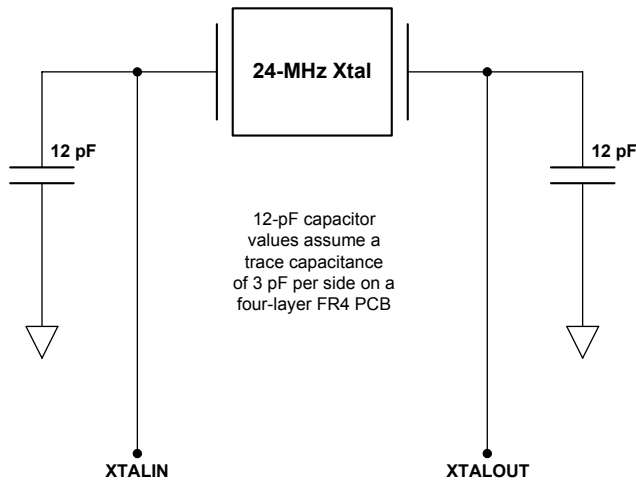 24-MHz Xtal
12 pF
12 pF
12-pF capacitor
values assume a
trace capacitance
of 3 pF per side on a
four-layer FR4 PCB
XTALIN
XTALOUT